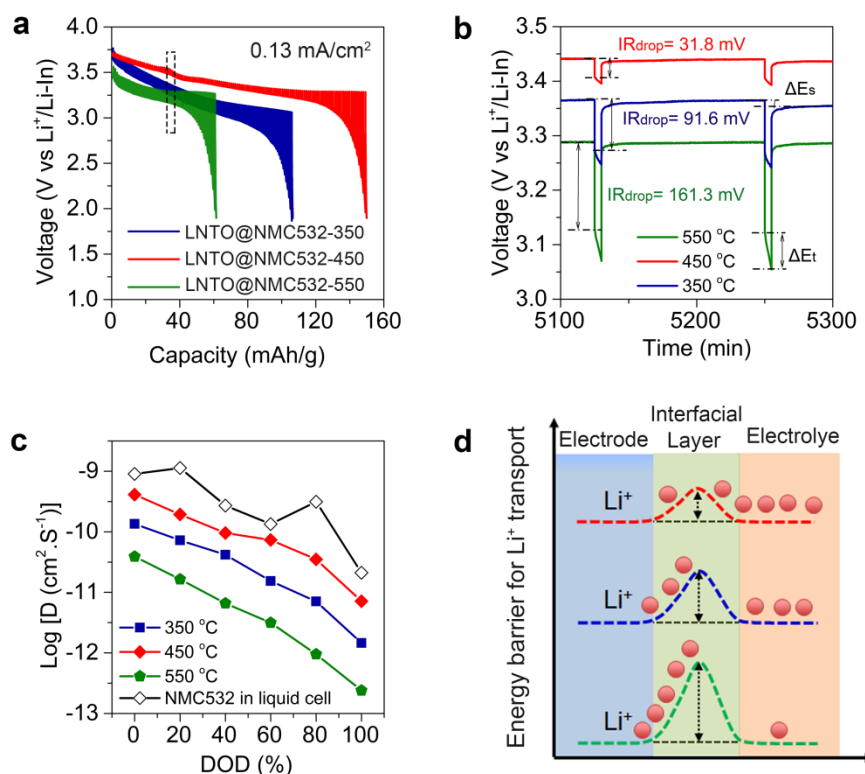 a
0.13 mA/cm²
Voltage (V vs Li⁺/Li-In)
4.0
3.5
3.0
2.5
2.0
1.5
1.0
LNTO@NMC532-350
LNTO@NMC532-450
LNTO@NMC532-550
0 40 80 120 160
Capacity (mAh/g)
b
Voltage (V vs Li⁺/Li-In)
3.5
3.4
3.3
3.2
3.1
3.0
IRdrop= 31.8 mV
ΔEs
IRdrop= 91.6 mV
IRdrop= 161.3 mV
ΔEt
550 °C
450 °C
350 °C
5100 5200 5300
Time (min)
c
Log [D (cm².S⁻¹)]
-9
-10
-11
-12
-13
350 °C
450 °C
550 °C
NMC532 in liquid cell
0 20 40 60 80 100
DOD (%)
d
Energy barrier for Li⁺ transport
Interfacial
Electrode Layer Electrolye
Li⁺
Li⁺
Li⁺